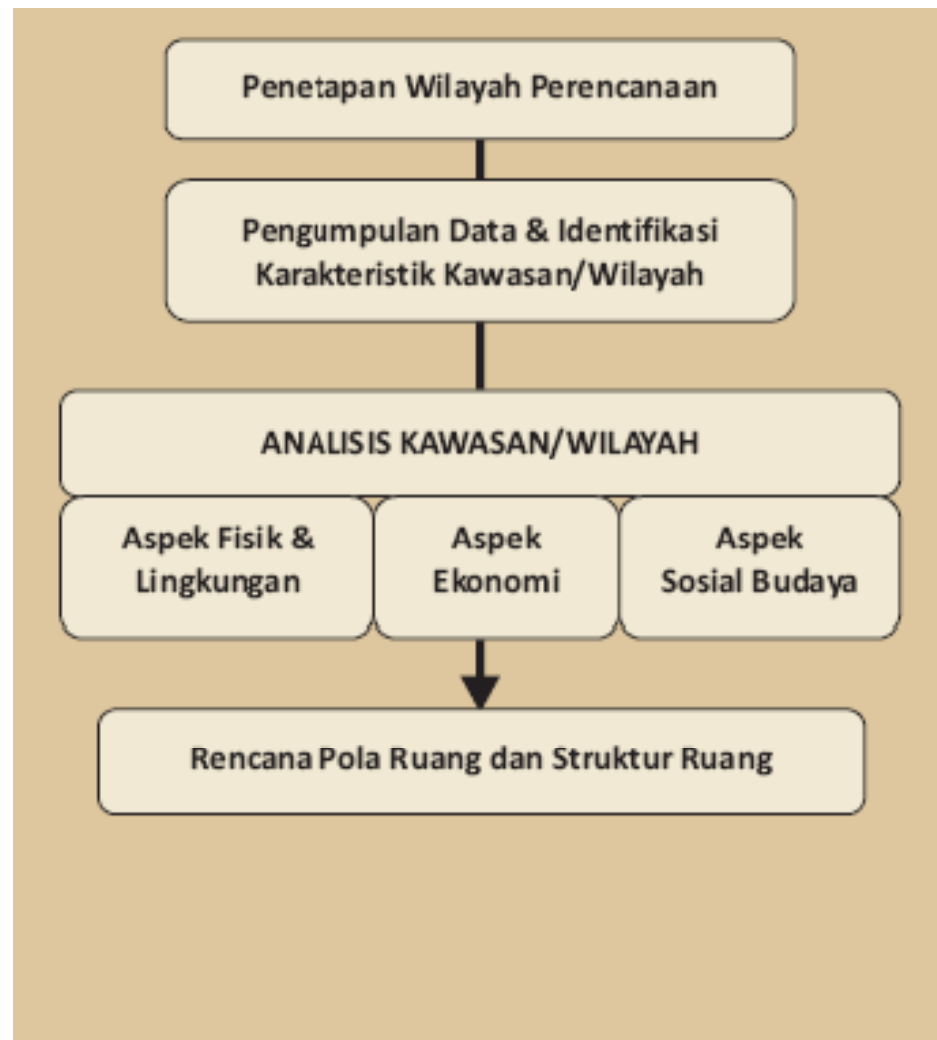 Penetapan Wilayah Perencanaan
Pengumpulan Data & Identifikasi
Karakteristik Kawasan/Wilayah
ANALISIS KAWASAN/WILAYAH
Aspek Fisik &
Lingkungan
Aspek
Ekonomi
Aspek
Sosial Budaya
Rencana Pola Ruang dan Struktur Ruang